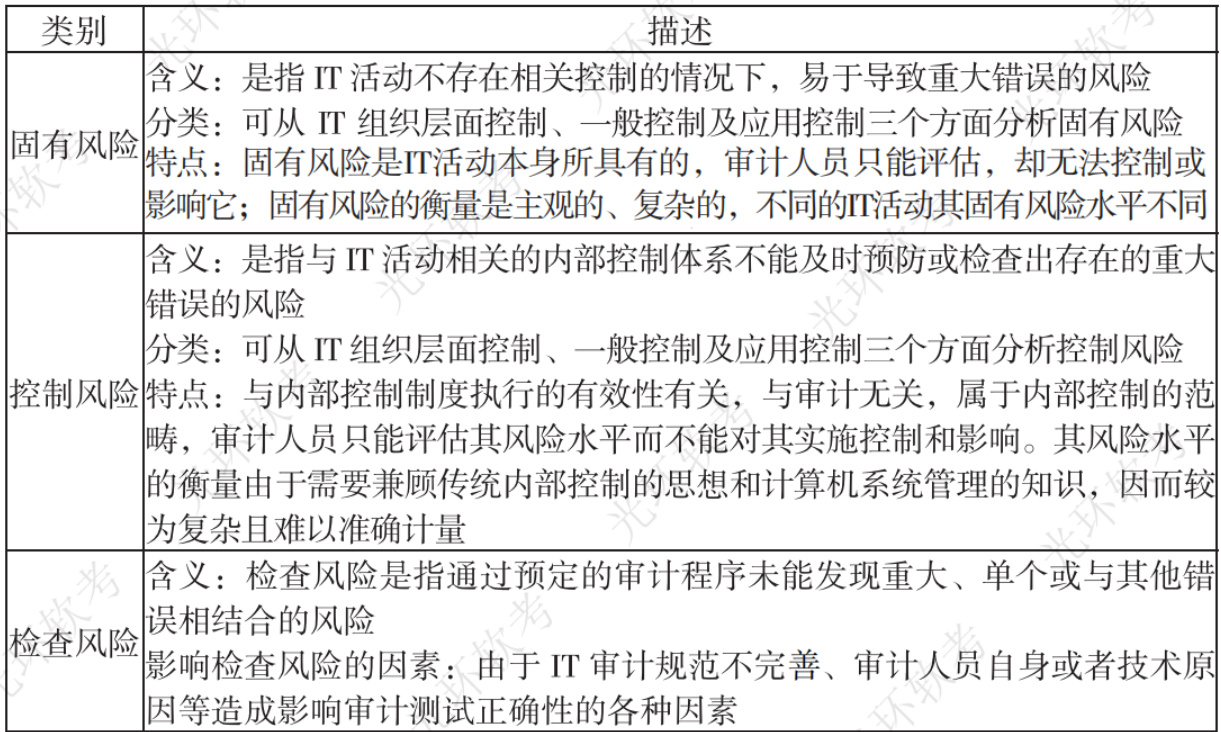 类别 描述
含义：是指 IT 活动不存在相关控制的情况下，易于导致重大错误的风险
分类：可从 IT 组织层面控制、一般控制及应用控制三个方面分析固有风险
固有风险
特点：固有风险是IT活动本身所具有的，审计人员只能评估，却无法控制或
影响它；固有风险的衡量是主观的、复杂的，不同的IT活动其固有风险水平不同
含义：是指与 IT 活动相关的内部控制体系不能及时预防或检查出存在的重大
错误的风险
分类：可从 IT 组织层面控制、一般控制及应用控制三个方面分析控制风险
控制风险
特点：与内部控制制度执行的有效性有关，与审计无关，属于内部控制的范
畴，审计人员只能评估其风险水平而不能对其实施控制和影响。其风险水平
的衡量由于需要兼顾传统内部控制的思想和计算机系统管理的知识，因而较
为复杂且难以准确计量
含义：检查风险是指通过预定的审计程序未能发现重大、单个或与其他错
误相结合的风险
检查风险
影响检查风险的因素：由于 IT 审计规范不完善、审计人员自身或者技术原
因等造成影响审计测试正确性的各种因素
光环软考